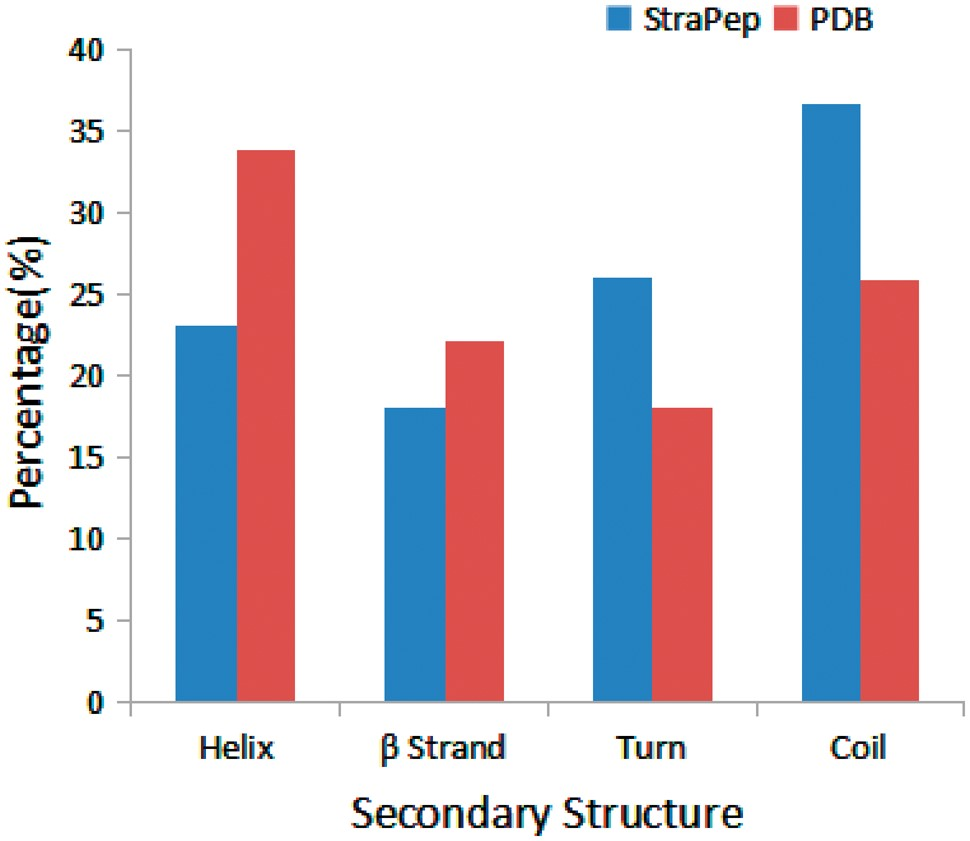 StraPep PDB
40
35
30
25
20
15
10
5
0
Percentage(%)
Helix β Strand Turn Coil
Secondary Structure